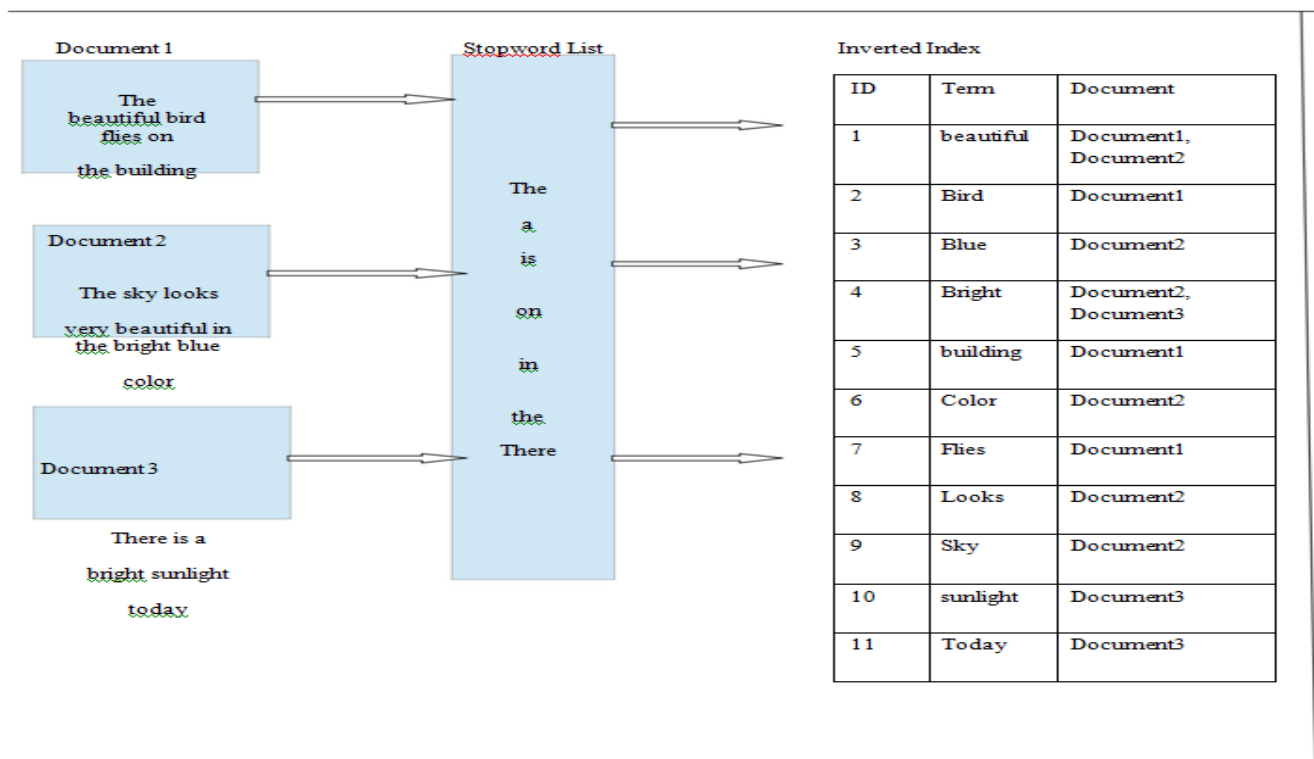 Document 1
The
beautiful bird
flies on
the building
Document 2
The sky looks
very beautiful in
the bright blue
color
Document 3
There is a
bright sunlight
today
Stopword List
The
a
is
on
in
the
There
Inverted Index
ID Term Document
1 beautiful Document1,
Document2
2 Bird Document1
3 Blue Document2
4 Bright Document2,
Document3
5 building Document1
6 Color Document2
7 Flies Document1
8 Looks Document2
9 Sky Document2
10 sunlight Document3
11 Today Document3